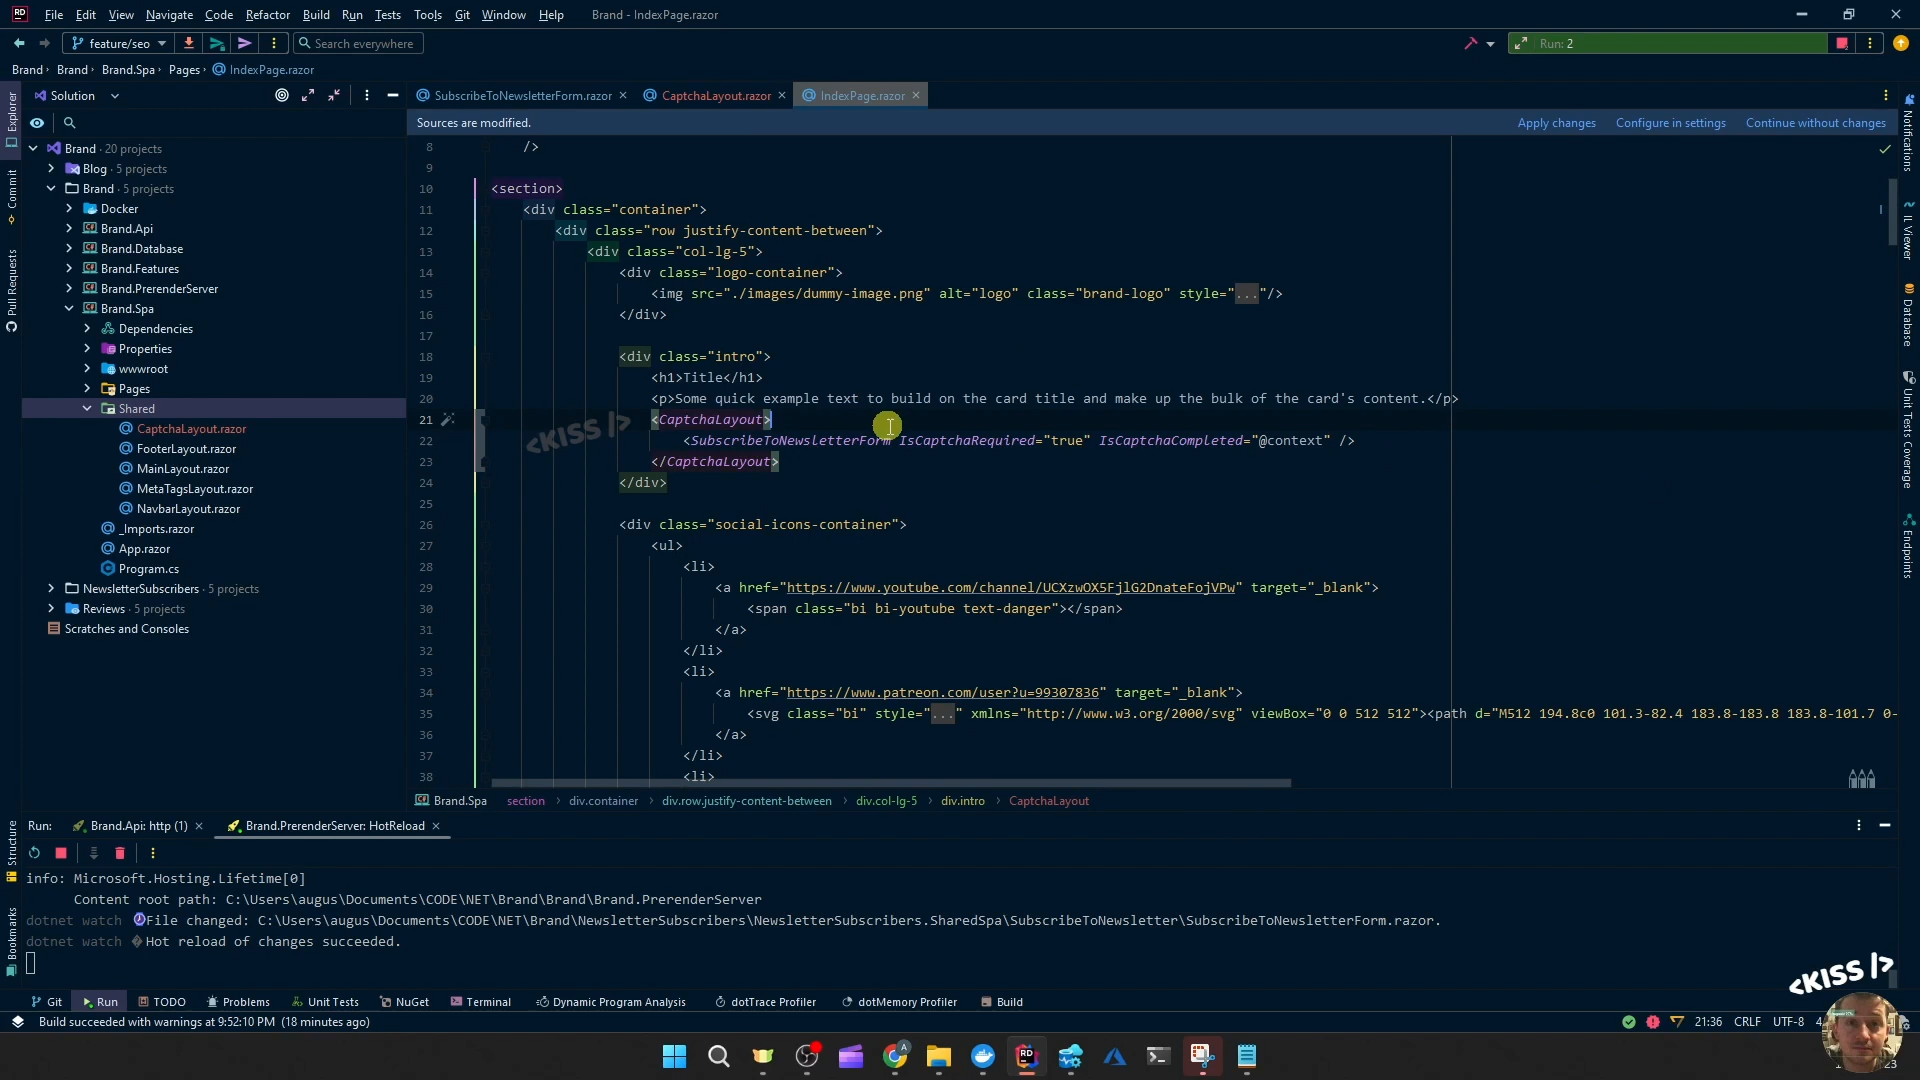 File Edit View Navigate Code Refactor Build Run Tests Tools Git Window Help Brand - IndexPage.razor
feature/seo Search everywhere Run: 2
Brand Brand Brand.Spa Pages IndexPage.razor
Solution SubscribeToNewsletterForm.razor CaptchaLayout.razor IndexPage.razor
Sources are modified. Apply changes Configure in settings Continue without changes
Explorer
Commit
Pull Requests
Structure
Bookmarks
Brand · 20 projects
Blog · 5 projects
Brand · 5 projects
Docker
Brand.Api
Brand.Database
Brand.Features
Brand.PrerenderServer
Brand.Spa
Dependencies
Properties
wwwroot
Pages
Shared
CaptchaLayout.razor
FooterLayout.razor
MainLayout.razor
MetaTagsLayout.razor
NavbarLayout.razor
_Imports.razor
App.razor
Program.cs
NewsletterSubscribers · 5 projects
Reviews · 5 projects
Scratches and Consoles
8 />
9
10 <section>
11 <div class="container">
12 <div class="row justify-content-between">
13 <div class="col-lg-5">
14 <div class="logo-container">
15 <img src="./images/dummy-image.png" alt="logo" class="brand-logo" style="..."/>
16 </div>
17
18 <div class="intro">
19 <h1>Title</h1>
20 <p>Some quick example text to build on the card title and make up the bulk of the card's content.</p>
21 <CaptchaLayout>
22 <SubscribeToNewsletterForm IsCaptchaRequired="true" IsCaptchaCompleted="@context" />
23 </CaptchaLayout>
24 </div>
25
26 <div class="social-icons-container">
27 <ul>
28 <li>
29 <a href="https://www.youtube.com/channel/UCXzwOX5FjlG2DnateFojVPw" target="_blank">
30 <span class="bi bi-youtube text-danger"></span>
31 </a>
32 </li>
33 <li>
34 <a href="https://www.patreon.com/user?u=99307836" target="_blank">
35 <svg class="bi" style="..." xmlns="http://www.w3.org/2000/svg" viewBox="0 0 512 512"><path d="M512 194.8c0 101.3-82.4 183.8-183.8 183.8-101.7 0-
36 </a>
37 </li>
38 <li>
<KISS />
Notifications
IL Viewer
Database
Unit Tests Coverage
Endpoints
Brand.Spa section div.container div.row.justify-content-between div.col-lg-5 div.intro CaptchaLayout
Run: Brand.Api: http (1) Brand.PrerenderServer: HotReload
info: Microsoft.Hosting.Lifetime[0]
Content root path: C:\Users\augus\Documents\CODE\NET\Brand\Brand\Brand.PrerenderServer
dotnet watch File changed: C:\Users\augus\Documents\CODE\NET\Brand\NewsletterSubscribers\NewsletterSubscribers.SharedSpa\SubscribeToNewsletter\SubscribeToNewsletterForm.razor.
dotnet watch Hot reload of changes succeeded.
<KISS />
Git Run TODO Problems Unit Tests NuGet Terminal Dynamic Program Analysis dotTrace Profiler dotMemory Profiler Build
Build succeeded with warnings at 9:52:10 PM (18 minutes ago) 21:36 CRLF UTF-8